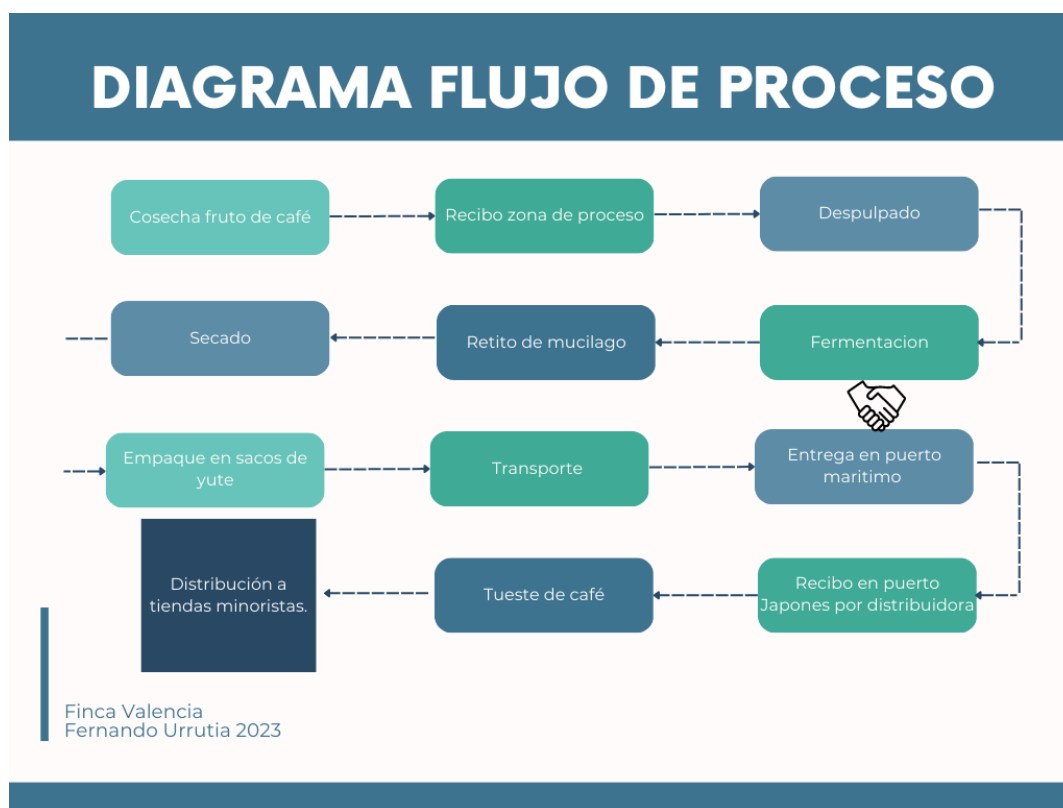 DIAGRAMA FLUJO DE PROCESO
Cosecha fruto de café
Recibo zona de proceso
Despulpado
Fermentacion
Retito de mucilago
Secado
Empaque en sacos de
yute
Transporte
Entrega en puerto
maritimo
Recibo en puerto
Japones por distribuidora
Tueste de café
Distribución a
tiendas minoristas.
Finca Valencia
Fernando Urrutia 2023